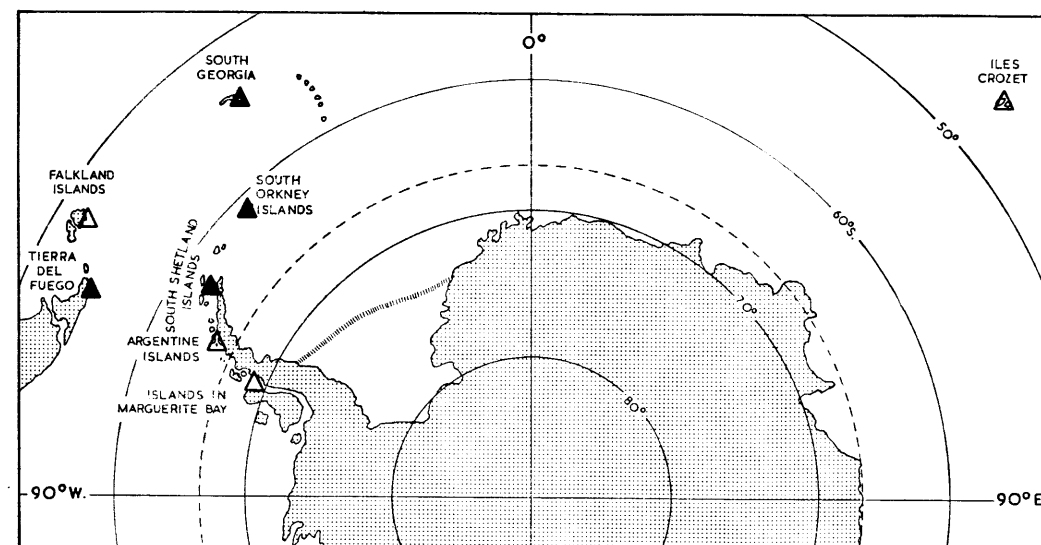 0°
SOUTH
GEORGIA
ILES
CROZET
50°
FALKLAND
ISLANDS
SOUTH
ORKNEY
ISLANDS
60°S.
TIERRA
DEL
FUEGO
SOUTH SHETLAND
ISLANDS
70°
ARGENTINE
ISLANDS
ISLANDS IN
MARGUERITE BAY
80°
90°W.
90°E